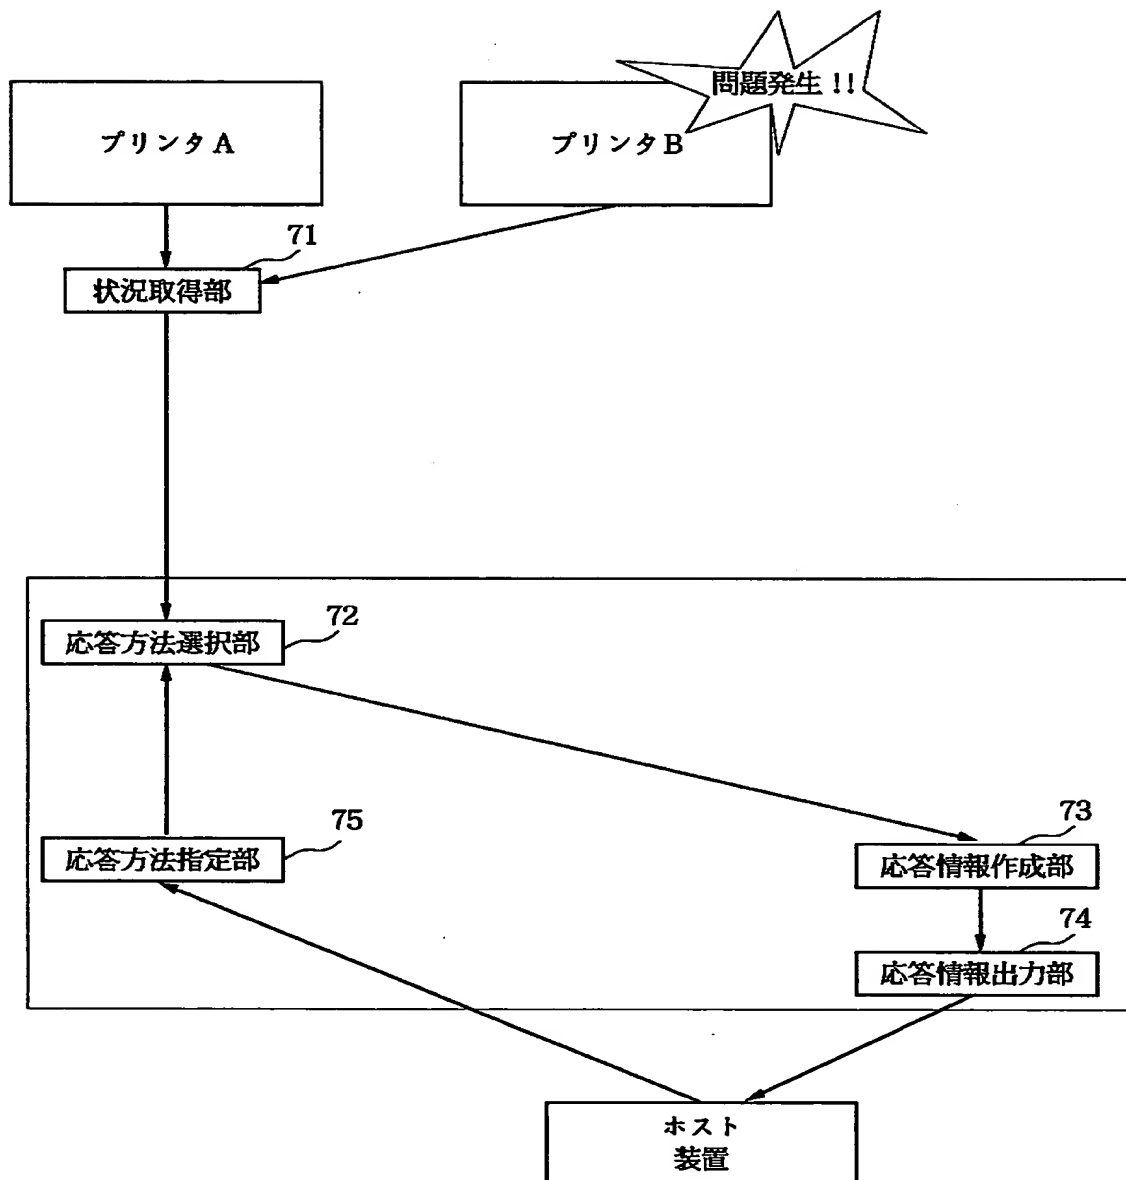 問題発生!!
プリンタA
プリンタB
71
状況取得部
72
応答方法選択部
75
応答方法指定部
73
応答情報作成部
74
応答情報出力部
ホスト
装置